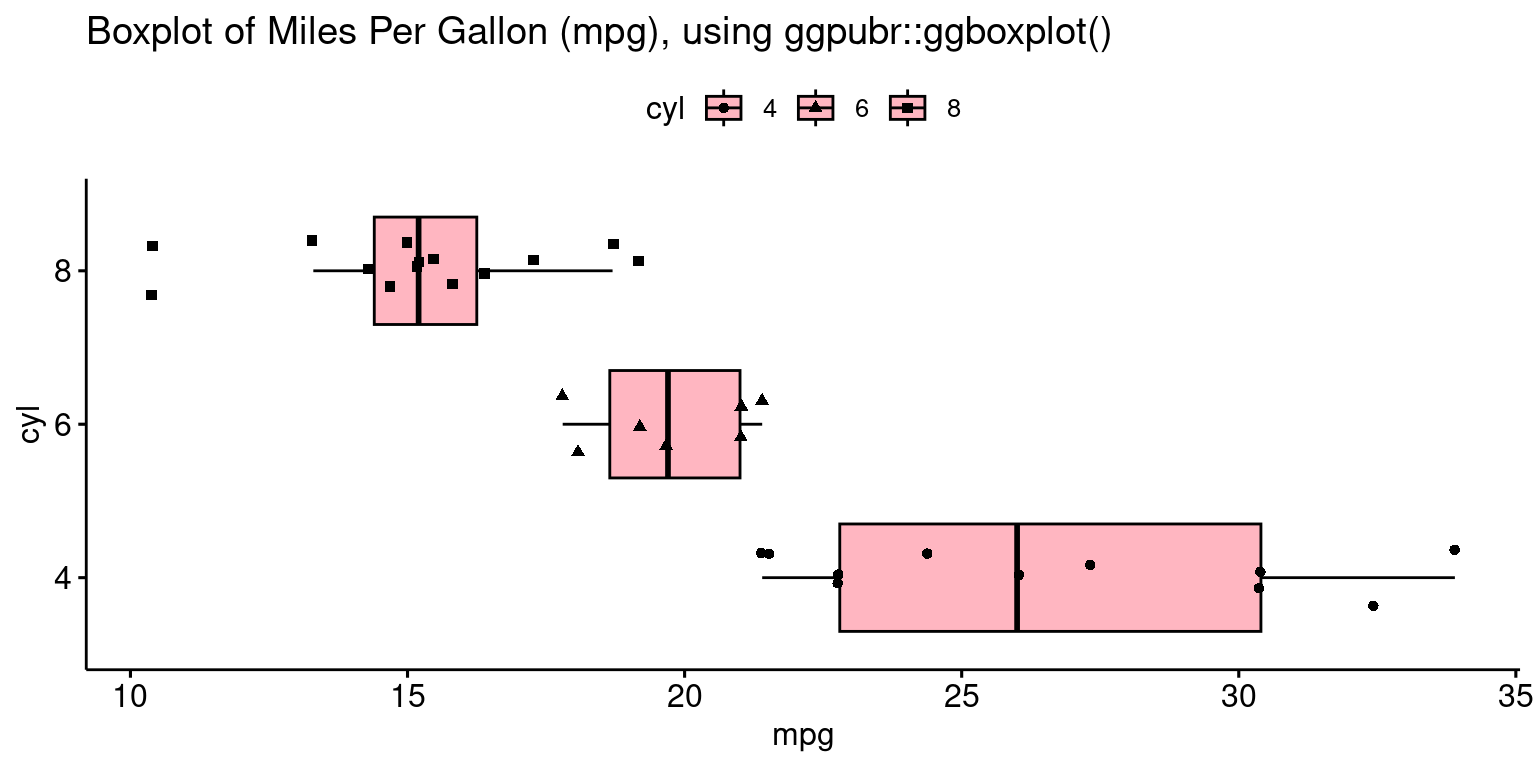 Boxplot of Miles Per Gallon (mpg), using ggpubr::ggboxplot()
cyl 4 6 8
8
6
4
cyl
10 15 20 25 30 35
mpg